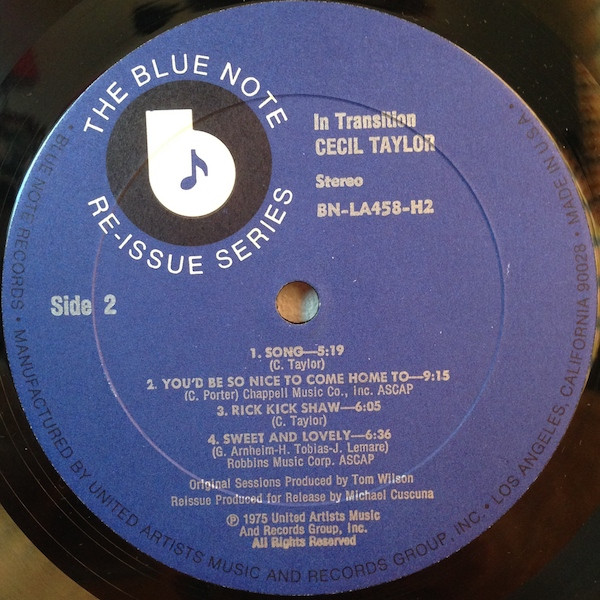 THE BLUE NOTE
RE-ISSUE SERIES
In Transition
CECIL TAYLOR
Stereo
BN-LA458-H2
Side 2
1. SONG—5:19
(C. Taylor)
2. YOU'D BE SO NICE TO COME HOME TO—9:15
(C. Porter) Chappell Music Co., Inc. ASCAP
3. RICK KICK SHAW—6:05
(C. Taylor)
4. SWEET AND LOVELY—6:36
(G. Arnheim-H. Tobias-J. Lemare)
Robbins Music Corp. ASCAP
Original Sessions Produced by Tom Wilson
Reissue Produced for Release by Michael Cuscuna
℗ 1975 United Artists Music
And Records Group, Inc.
All Rights Reserved
• BLUE NOTE RECORDS • MANUFACTURED BY UNITED ARTISTS MUSIC AND RECORDS GROUP, INC. • LOS ANGELES, CALIFORNIA 90028 • MADE IN U.S.A. •